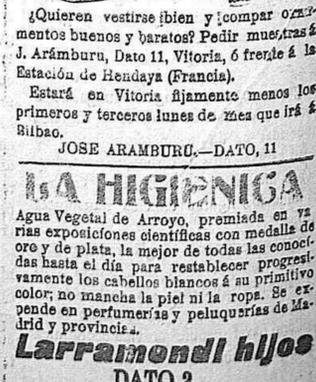 ¿Quieren vestirse bien y compar orna-
mentos buenos y baratos? Pedir muestras á
J. Arámburu, Dato 11, Vitoria, ó frente á la
Estación de Hendaya (Francia).
Estará en Vitoria fijamente menos los
primeros y terceros lunes de mes que irá á
Bilbao.
JOSE ARAMBURU.—DATO, 11
LA HIGIENICA
Agua Vegetal de Arroyo, premiada en va
rias exposiciones científicas con medalla de
oro y de plata, la mejor de todas las conoci-
das hasta el día para restablecer progresi-
vamente los cabellos blancos á su primitivo
color; no mancha la piel ni la ropa. Se ex-
pende en perfumerías y peluquerías de Ma-
drid y provincias.
Larramendi hijos
DATO 2